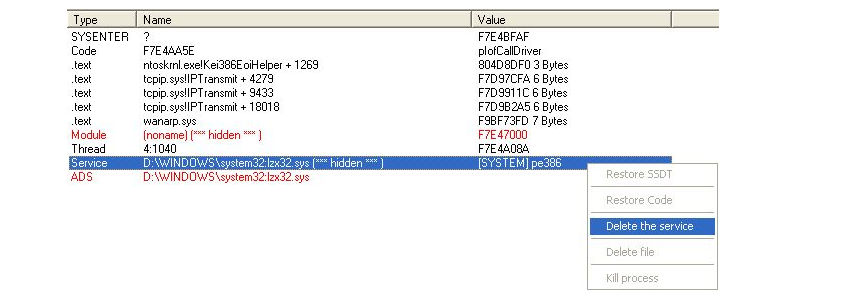 Type Name Value
SYSENTER ? F7E4BFAF
Code F7E4AA5E plofCallDriver
.text ntoskrnl.exe!Kei386EoiHelper + 1269 804D8DF0 3 Bytes
.text tcpip.sys!IPTransmit + 4279 F7D97CFA 6 Bytes
.text tcpip.sys!IPTransmit + 9433 F7D9911C 6 Bytes
.text tcpip.sys!IPTransmit + 18018 F7D9B2A5 6 Bytes
.text wanarp.sys F9BF73FD 7 Bytes
Module (noname) (*** hidden *** ) F7E47000
Thread 4:1040 F7E4A08A
Service D:\WINDOWS\system32:lzx32.sys (*** hidden *** ) [SYSTEM] pe386
ADS D:\WINDOWS\system32:lzx32.sys
Restore SSDT
Restore Code
Delete the service
Delete file
Kill process